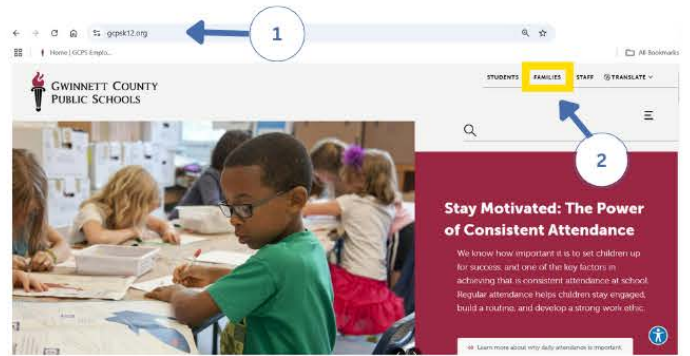 gcpsk12.org
1
Home | GCPS Emplo...
All Bookmarks
GWINNETT COUNTY
PUBLIC SCHOOLS
STUDENTS FAMILIES STAFF TRANSLATE
2
Stay Motivated: The Power
of Consistent Attendance
We know how important it is to set children up
for success, and one of the key factors in
achieving that is consistent attendance at school.
Regular attendance helps children stay engaged,
build a routine, and develop a strong work ethic.
Learn more about why daily attendance is important.